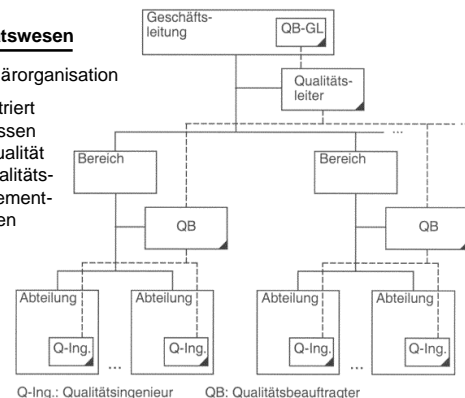 tswesen
ärorganisation
triert
ssen
ualität
alitäts-
ement-
en
Geschäfts-
leitung
QB-GL
Qualitäts-
leiter
...
Bereich
Bereich
QB
QB
Abteilung
Abteilung
Abteilung
Abteilung
Q-Ing.
Q-Ing.
Q-Ing.
Q-Ing.
...
...
Q-Ing.: Qualitätsingenieur QB: Qualitätsbeauftragter